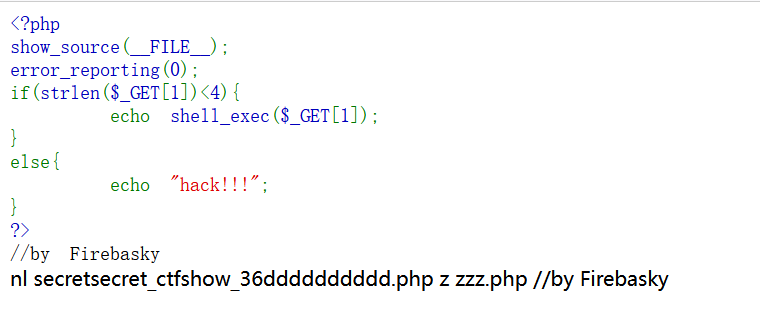 <?php
show_source(__FILE__);
error_reporting(0);
if(strlen($_GET[1])<4){
        echo  shell_exec($_GET[1]);
}
else{
        echo  "hack!!!";
}
?>
//by  Firebasky
nl secretsecret_ctfshow_36dddddddddd.php z zzz.php //by Firebasky